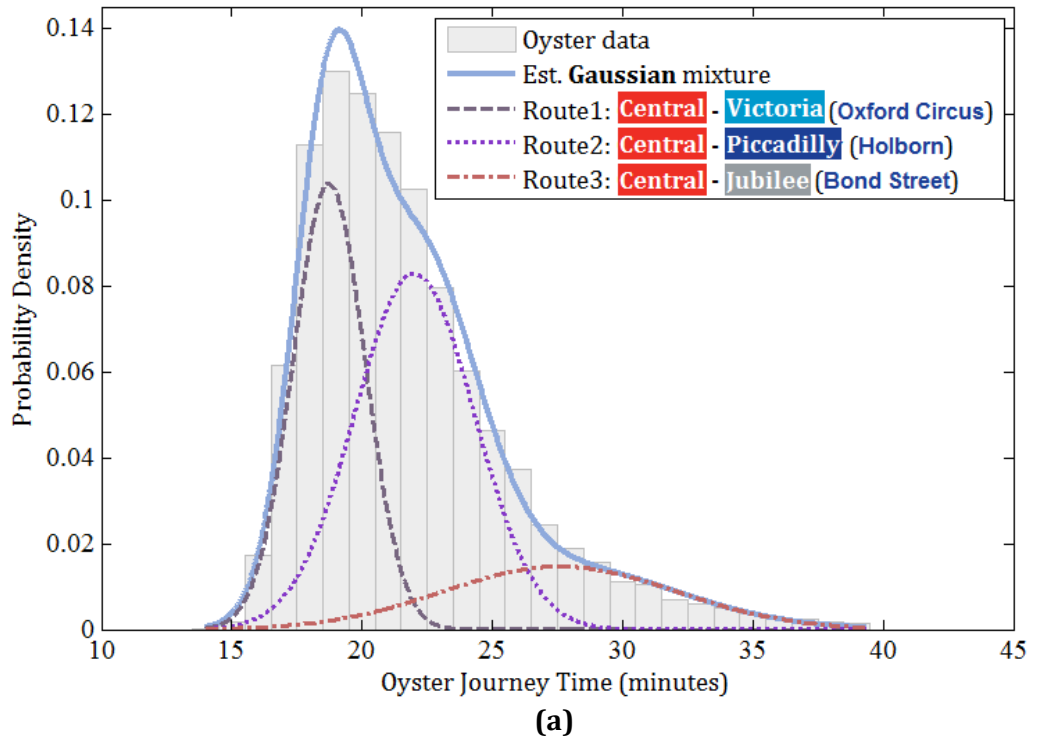 0.14
0.12
0.1
0.08
0.06
0.04
0.02
0
Probability Density
Oyster data
Est. Gaussian mixture
Route1: Central - Victoria (Oxford Circus)
Route2: Central - Piccadilly (Holborn)
Route3: Central - Jubilee (Bond Street)
10 15 20 25 30 35 40 45
Oyster Journey Time (minutes)
(a)